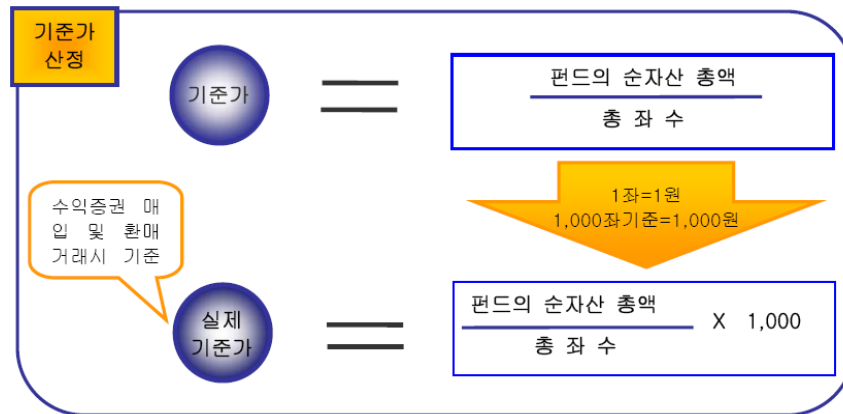 기준가
산정
기준가
펀드의 순자산 총액
총 좌 수
1좌=1원
1,000좌기준=1,000원
수익증권 매
입 및 환매
거래시 기준
실제
기준가
펀드의 순자산 총액
X 1,000
총 좌 수